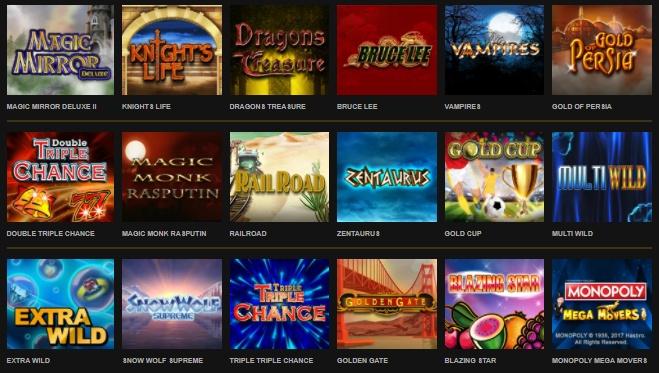 MAGIC
MIRROR
DELUXE
KNIGHT'S
LIFE
Dragons
Treasure
BRUCE LEE
The
VAMPIRES
GOLD
OF
PERSIA
MAGIC MIRROR DELUXE II
KNIGHTS LIFE
DRAGONS TREASURE
BRUCE LEE
VAMPIRES
GOLD OF PERSIA
Double
TRIPLE
CHANCE
MAGIC
MONK
RASPUTIN
RAILROAD
ZENTAURUS
GOLD CUP
MULTI WILD
DOUBLE TRIPLE CHANCE
MAGIC MONK RASPUTIN
RAILROAD
ZENTAURUS
GOLD CUP
MULTI WILD
EXTRA
WILD
SNOW WOLF
SUPREME
TRIPLE
TRIPLE
CHANCE
GOLDEN GATE
BLAZING STAR
MONOPOLY
MEGA MOVERS
MONOPOLY © 1935, 2017 Hasbro.
All Rights Reserved.
EXTRA WILD
SNOW WOLF SUPREME
TRIPLE TRIPLE CHANCE
GOLDEN GATE
BLAZING STAR
MONOPOLY MEGA MOVERS